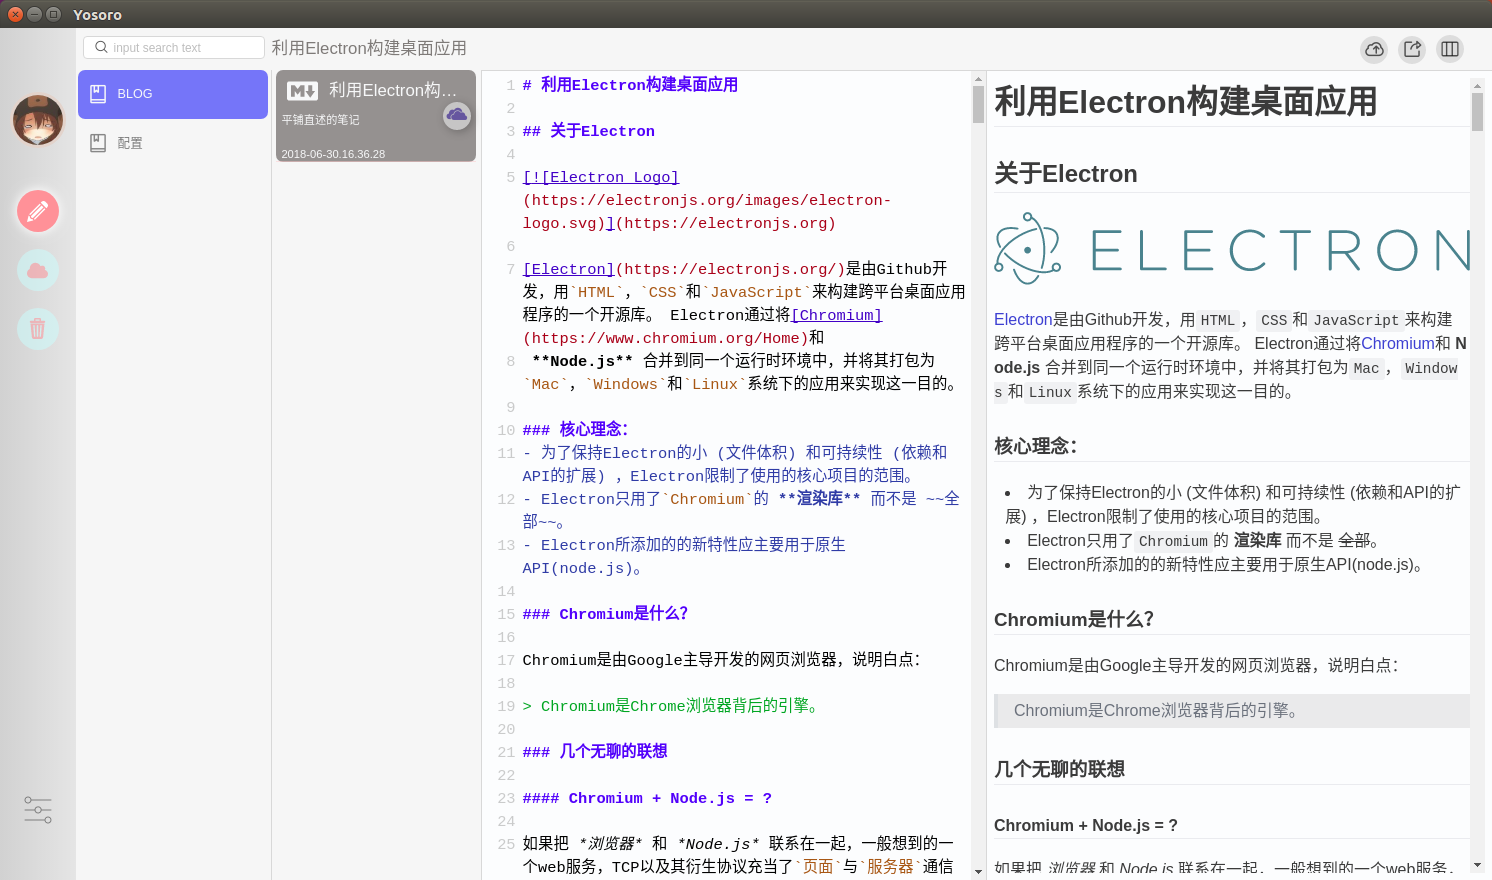 Yosoro
input search text
利用Electron构建桌面应用
BLOG
配置
利用Electron构...
平铺直述的笔记
2018-06-30.16.36.28
1 # 利用Electron构建桌面应用
2
3 ## 关于Electron
4
5 [![Electron Logo]
(https://electronjs.org/images/electron-
logo.svg)](https://electronjs.org)
6
7 [Electron](https://electronjs.org/)是由Github开
发，用`HTML`，`CSS`和`JavaScript`来构建跨平台桌面应用
程序的一个开源库。 Electron通过将[Chromium]
(https://www.chromium.org/Home)和
8 **Node.js** 合并到同一个运行时环境中，并将其打包为
`Mac`，`Windows`和`Linux`系统下的应用来实现这一目的。
9
10 ### 核心理念：
11 - 为了保持Electron的小 (文件体积) 和可持续性 (依赖和
API的扩展) ，Electron限制了使用的核心项目的范围。
12 - Electron只用了`Chromium`的 **渲染库** 而不是 ~~全
部~~。
13 - Electron所添加的的新特性应主要用于原生
API(node.js)。
14
15 ### Chromium是什么？
16
17 Chromium是由Google主导开发的网页浏览器，说明白点：
18
19 > Chromium是Chrome浏览器背后的引擎。
20
21 ### 几个无聊的联想
22
23 #### Chromium + Node.js = ?
24
25 如果把 *浏览器* 和 *Node.js* 联系在一起，一般想到的一
个web服务，TCP以及其衍生协议充当了`页面`与`服务器`通信
利用Electron构建桌面应用
关于Electron
ELECTRON
Electron是由Github开发，用 HTML ， CSS 和 JavaScript 来构建
跨平台桌面应用程序的一个开源库。 Electron通过将Chromium和 N
ode.js 合并到同一个运行时环境中，并将其打包为 Mac ， Window
s 和 Linux 系统下的应用来实现这一目的。
核心理念：
• 为了保持Electron的小 (文件体积) 和可持续性 (依赖和API的扩
展) ，Electron限制了使用的核心项目的范围。
• Electron只用了 Chromium 的 渲染库 而不是 全部。
• Electron所添加的的新特性应主要用于原生API(node.js)。
Chromium是什么？
Chromium是由Google主导开发的网页浏览器，说明白点：
Chromium是Chrome浏览器背后的引擎。
几个无聊的联想
Chromium + Node.js = ?
如果把 浏览器 和 Node.js 联系在一起，一般想到的一个web服务，